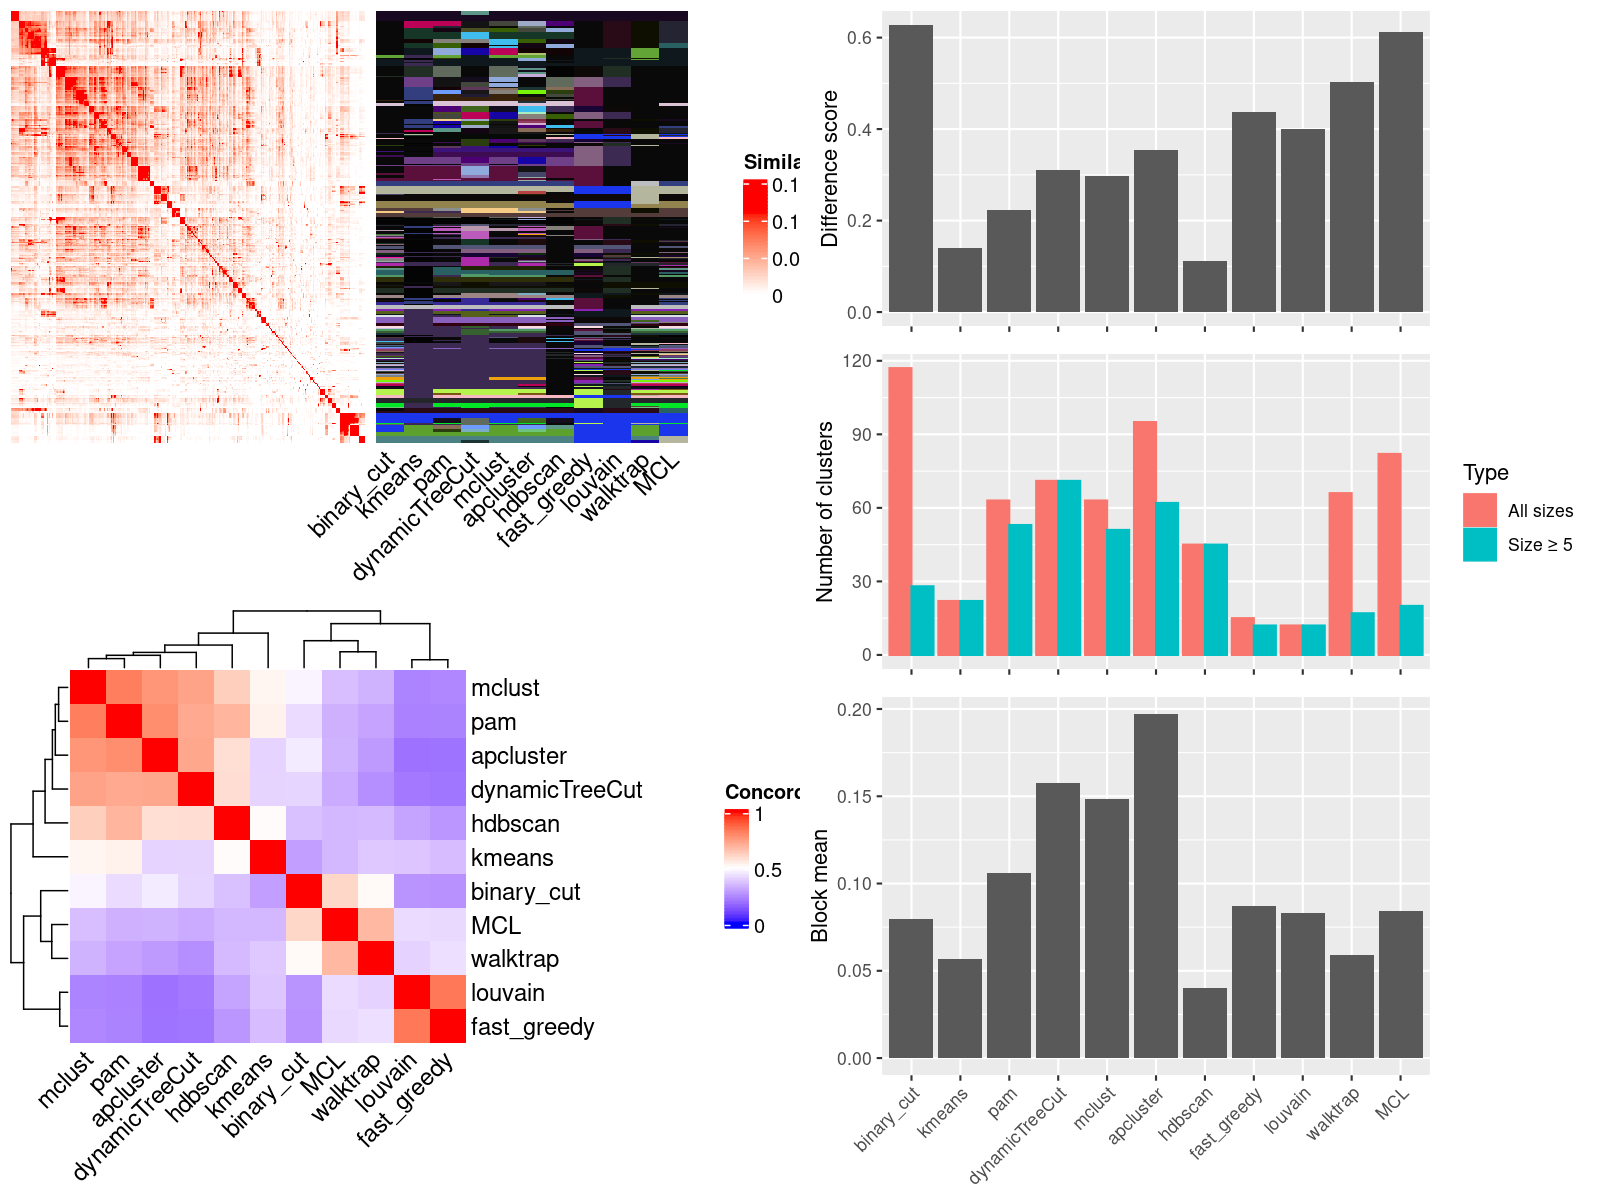 Simila
0.1
0.1
0.0
0
binary_cut
kmeans
pam
dynamicTreeCut
mclust
apcluster
hdbscan
fast_greedy
louvain
walktrap
MCL
mclust
pam
apcluster
dynamicTreeCut
hdbscan
kmeans
binary_cut
MCL
walktrap
louvain
fast_greedy
mclust
pam
apcluster
dynamicTreeCut
hdbscan
kmeans
binary_cut
MCL
walktrap
louvain
fast_greedy
Concord
1
0.5
0
Difference score
0.6
0.4
0.2
0.0
Number of clusters
120
90
60
30
0
Type
All sizes
Size ≥ 5
Block mean
0.20
0.15
0.10
0.05
0.00
binary_cut
kmeans
pam
dynamicTreeCut
mclust
apcluster
hdbscan
fast_greedy
louvain
walktrap
MCL